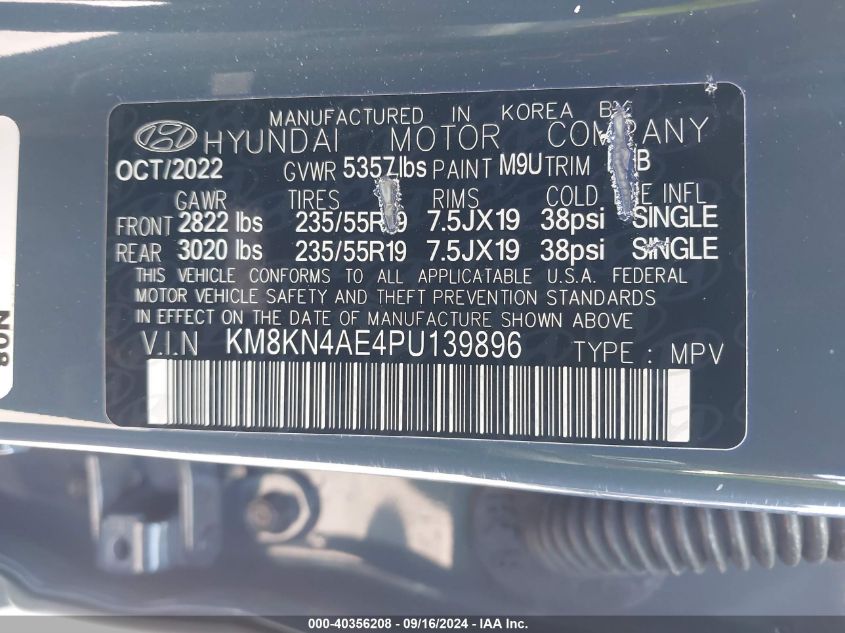 MANUFACTURED IN KOREA BY
HYUNDAI MOTOR COMPANY
OCT/2022 GVWR 5357lbs PAINT M9U TRIM
GAWR TIRES RIMS COLD INFL
FRONT 2822 lbs 235/55R19 7.5JX19 38psi SINGLE
REAR 3020 lbs 235/55R19 7.5JX19 38psi SINGLE
THIS VEHICLE CONFORMS TO ALL APPLICATABLE U.S.A. FEDERAL
MOTOR VEHICLE SAFETY AND THEFT PREVENTION STANDARDS
IN EFFECT ON THE DATE OF MANUFACTURE SHOWN ABOVE
V.I.N KM8KN4AE4PU139896 TYPE : MPV
N08
000-40356208 - 09/16/2024 - IAA Inc.